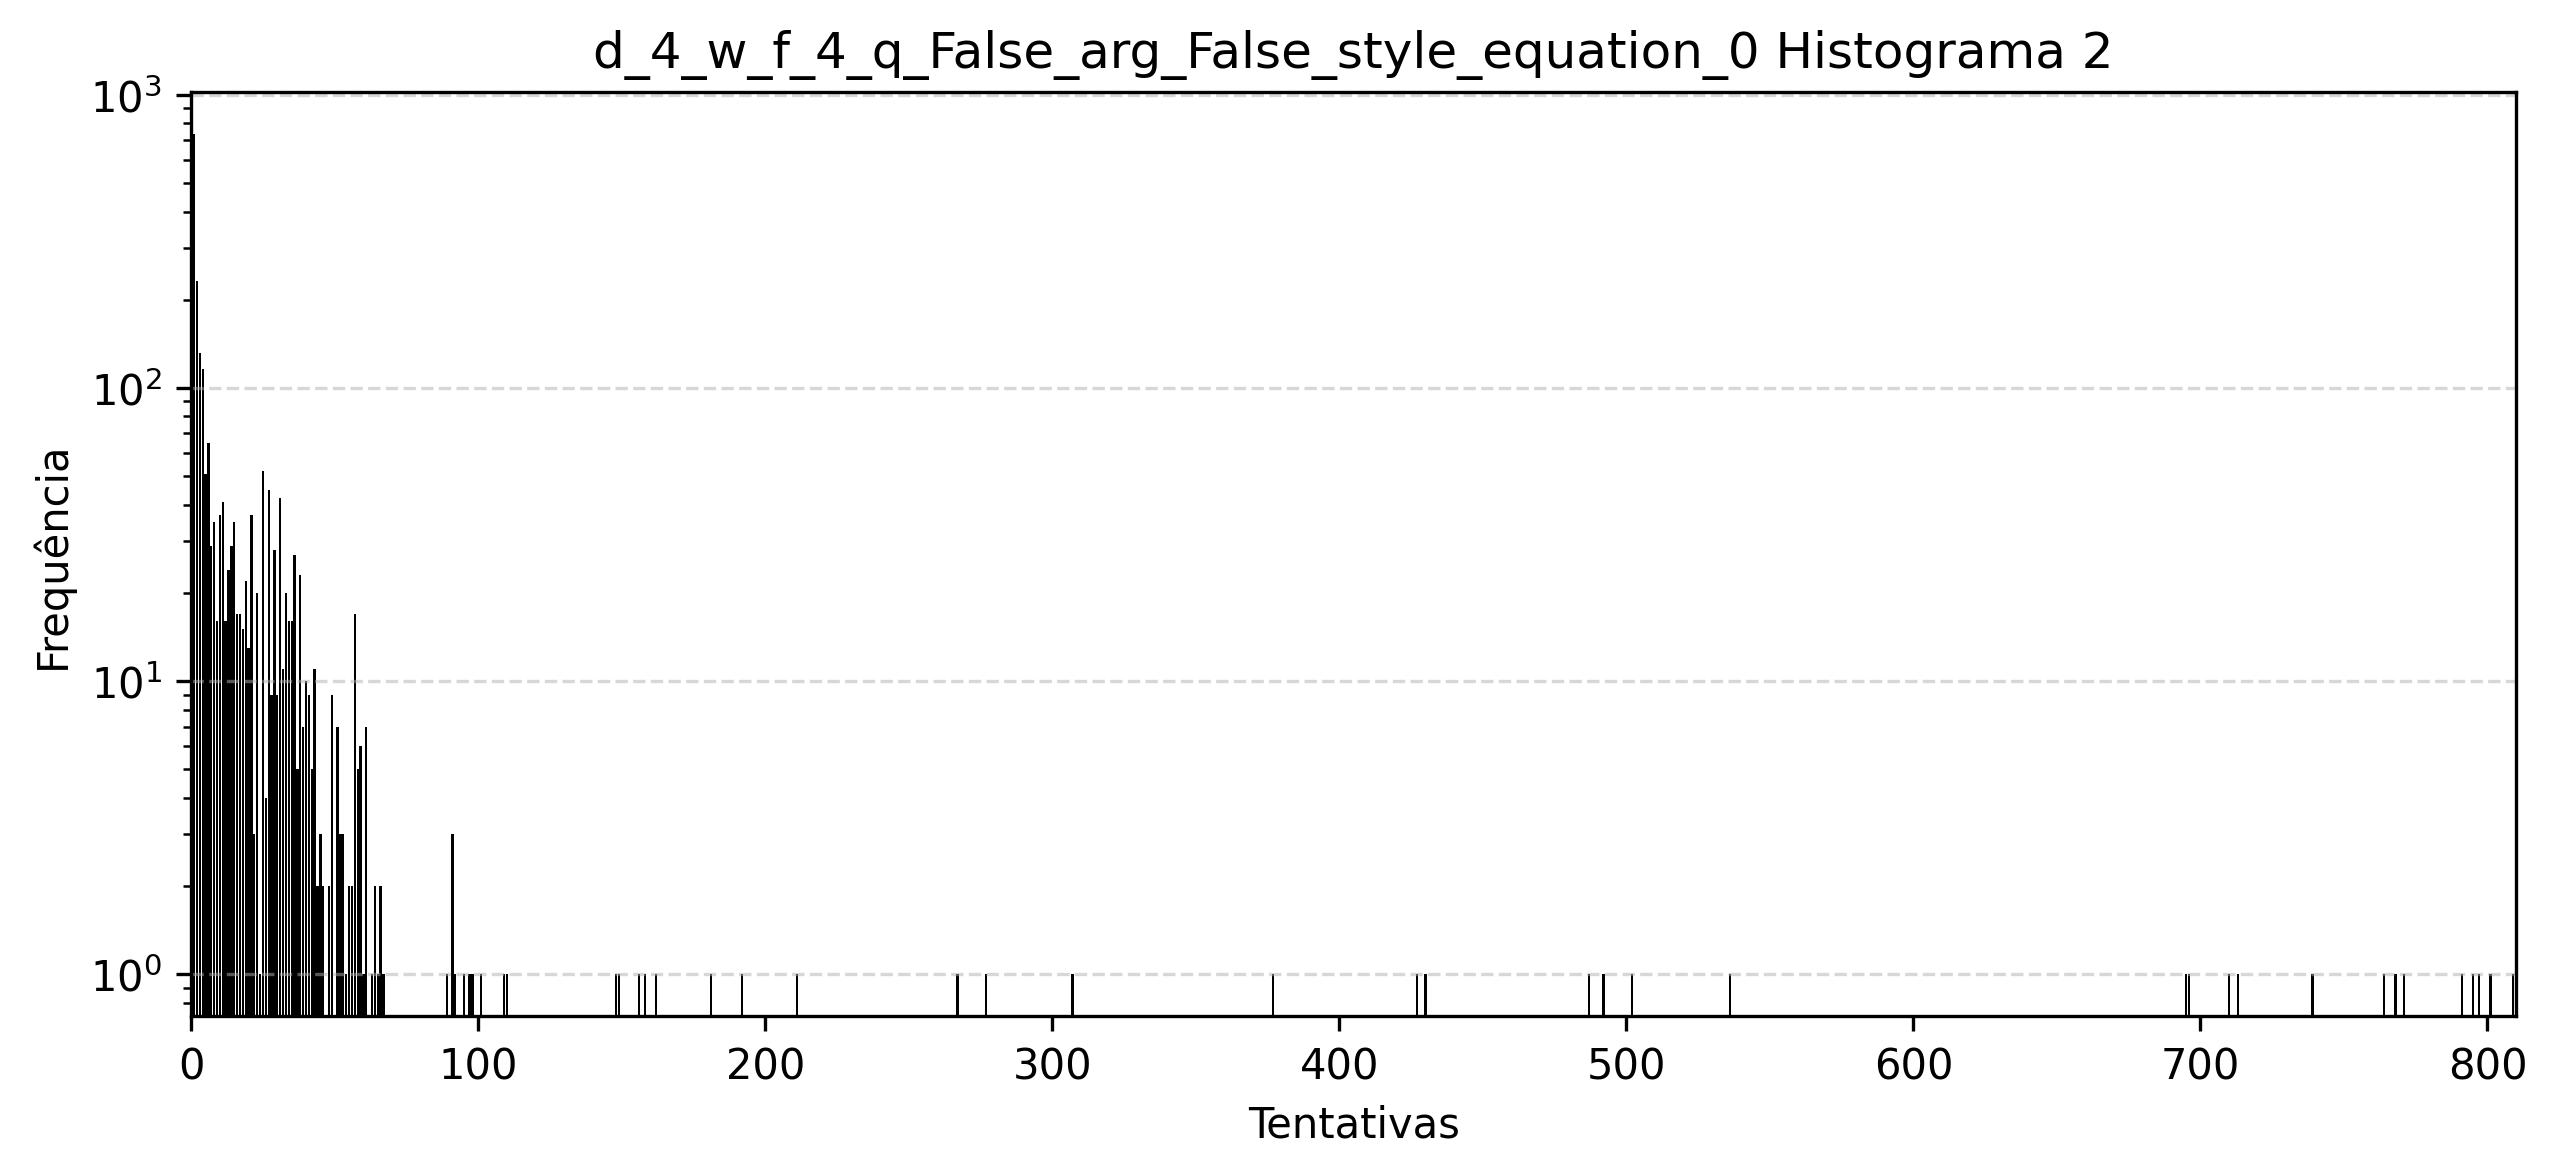 d_4_w_f_4_q_False_arg_False_style_equation_0 Histograma 2
10³
10²
10¹
10⁰
Frequência
0 100 200 300 400 500 600 700 800
Tentativas